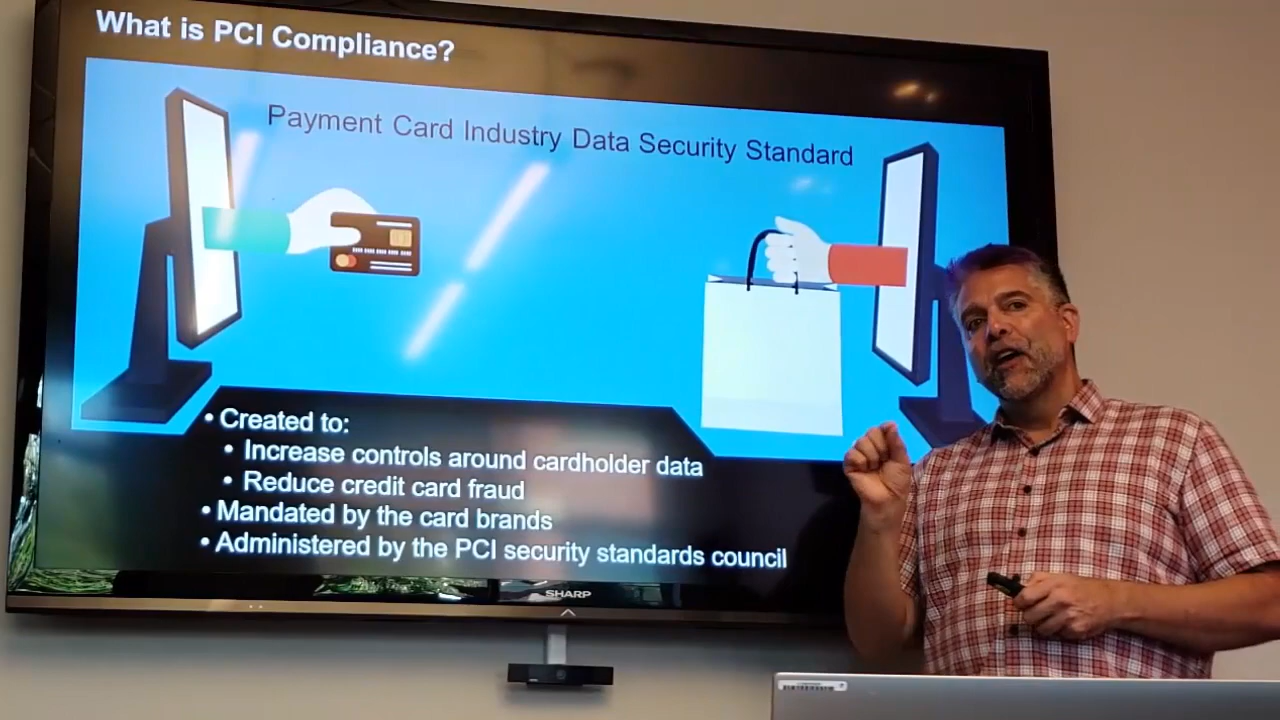 What is PCI Compliance?
Payment Card Industry Data Security Standard
• Created to:
• Increase controls around cardholder data
• Reduce credit card fraud
• Mandated by the card brands
• Administered by the PCI security standards council
SHARP